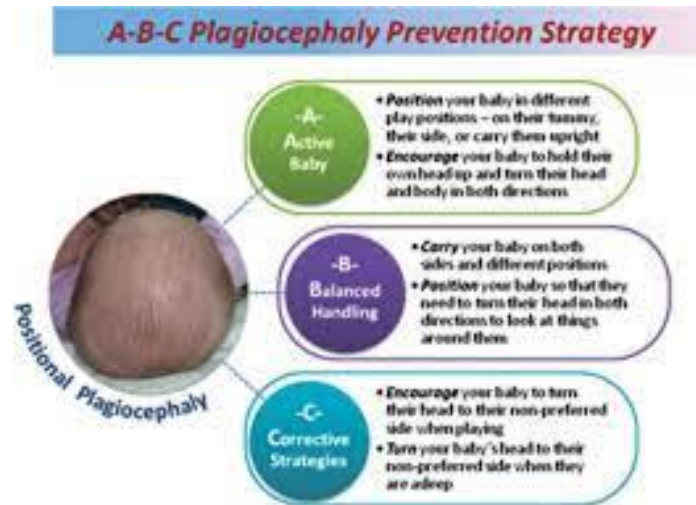 A-B-C Plagiocephaly Prevention Strategy
-A-
Active
Baby
• Position your baby in different
play positions – on their tummy,
their side, or carry them upright
• Encourage your baby to hold their
own head up and turn their head
and body in both directions
-B-
Balanced
Handling
• Carry your baby on both
sides and different positions
• Position your baby so that they
need to turn their head in both
directions to look at things
around them
Positional Plagiocephaly
-C-
Corrective
Strategies
• Encourage your baby to turn
their head to their non-preferred
side when playing
• Turn your baby's head to their
non-preferred side when they
are asleep